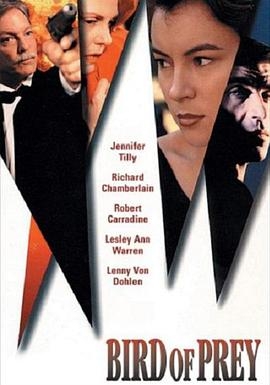 Jennifer
Tilly
Richard
Chamberlain
Robert
Carradine
Lesley Ann
Warren
Lenny Von
Dohlen
BIRD OF PREY